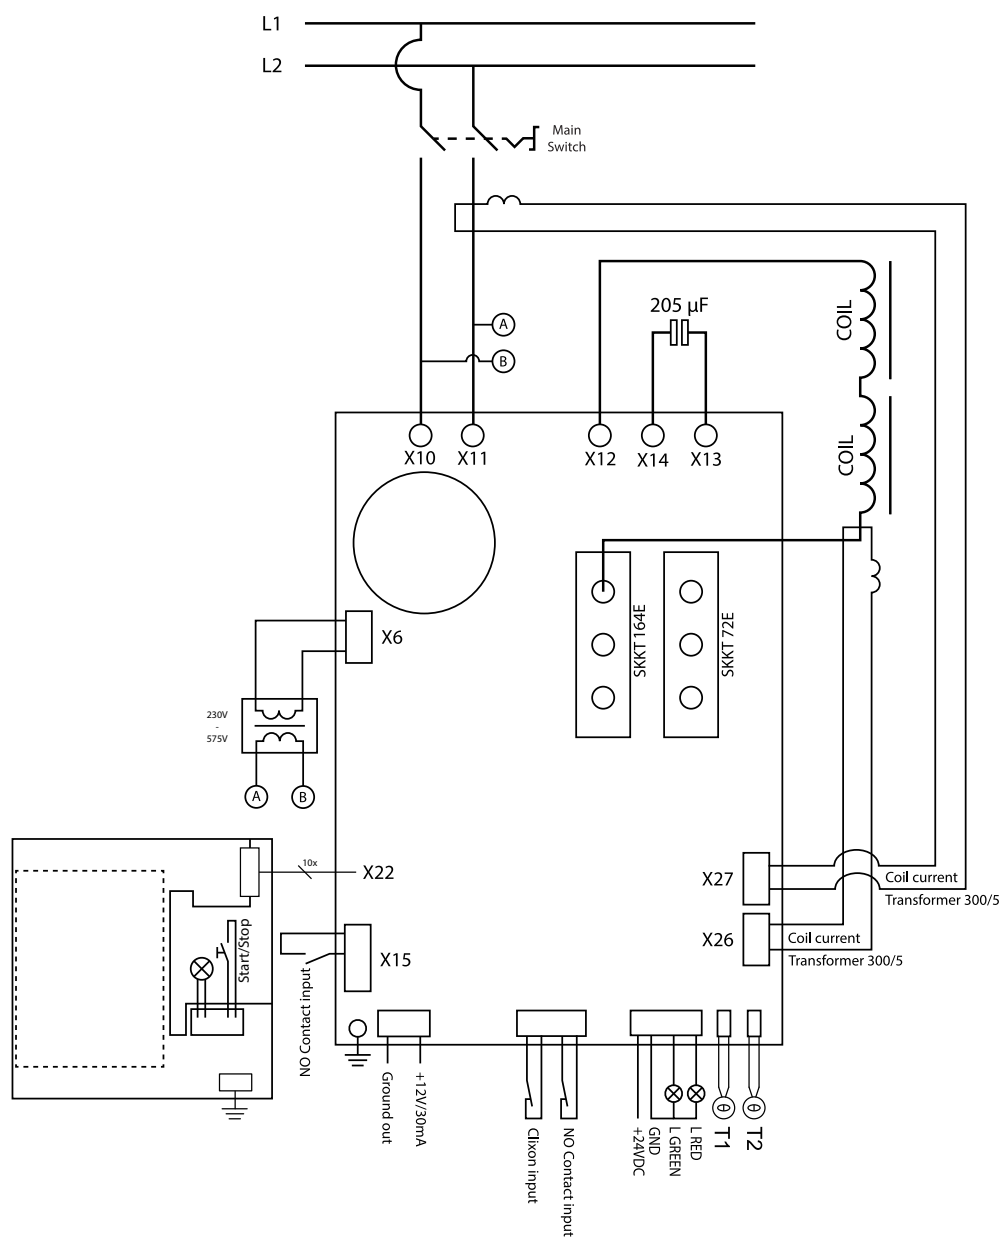 L1
L2
Main
Switch
205 µF
A
B
COIL
COIL
X10
X11
X12
X14
X13
X6
SKKT 164E
SKKT 72E
230V
-
575V
A
B
10x
X22
X27
Coil current
Transformer 300/5
X26
Coil current
Transformer 300/5
Start/Stop
X15
NO Contact input
Ground out
+12V/30mA
Clixon input
NO Contact input
+24VDC
GND
L GREEN
L RED
θ
θ
T1
T2